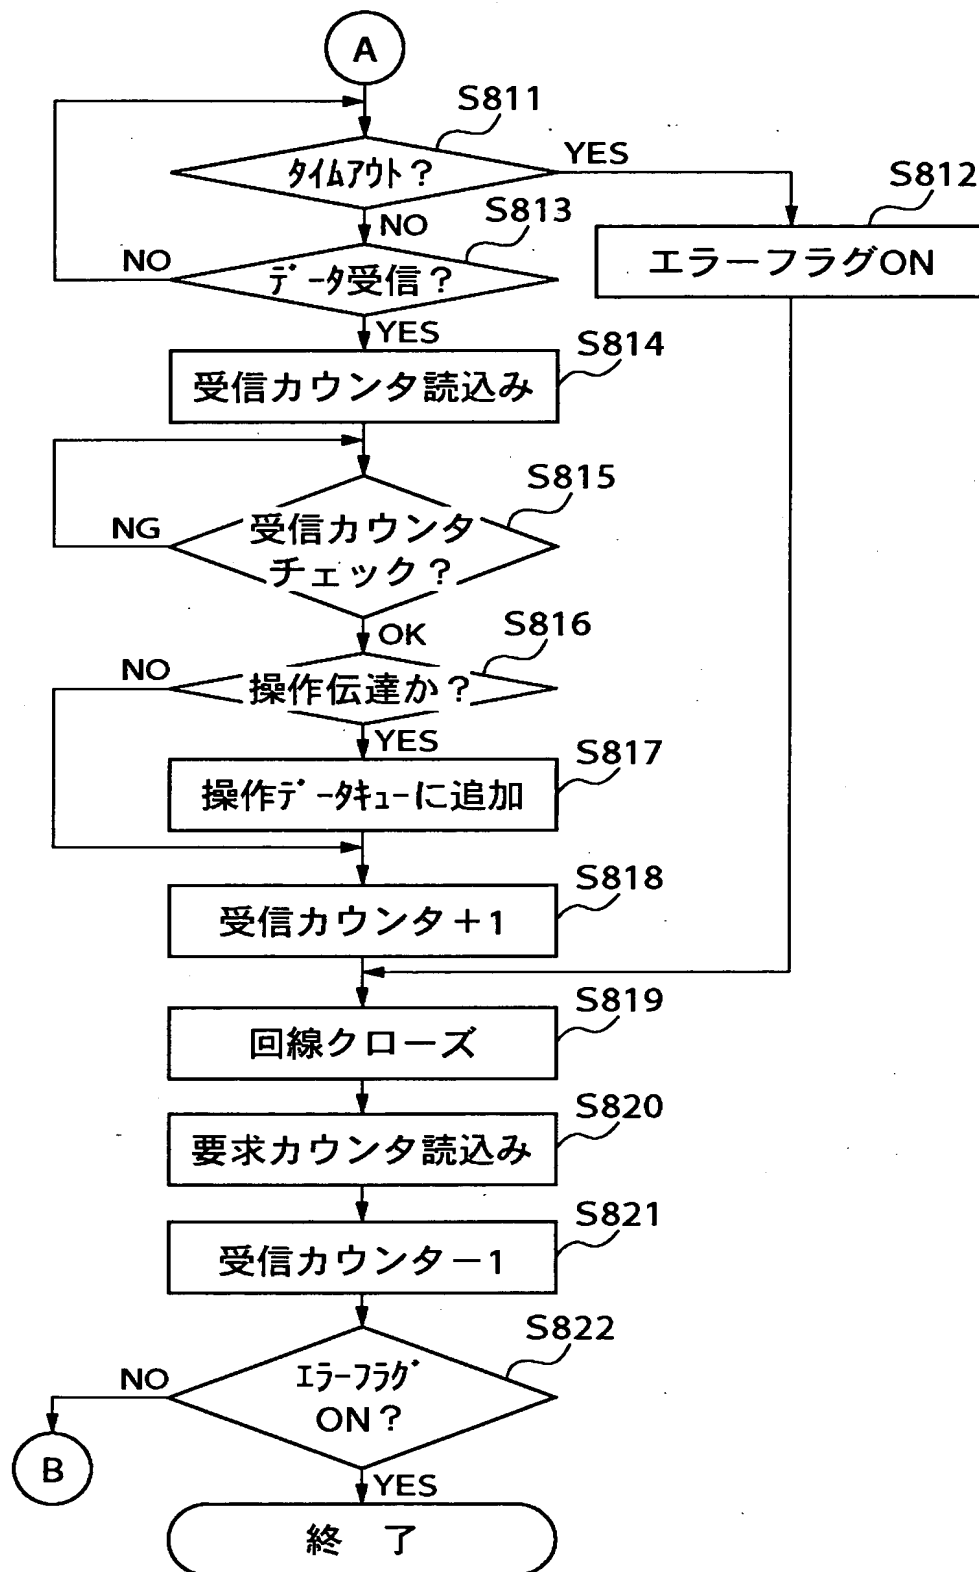 A
S811
タイムアウト？
YES
S812
エラーフラグON
NO
S813
データ受信？
NO
YES
S814
受信カウンタ読込み
S815
受信カウンタ
チェック？
NG
OK
S816
操作伝達か？
NO
YES
S817
操作データキューに追加
S818
受信カウンタ＋1
S819
回線クローズ
S820
要求カウンタ読込み
S821
受信カウンタ－1
S822
エラーフラグ
ON？
NO
B
YES
終　了